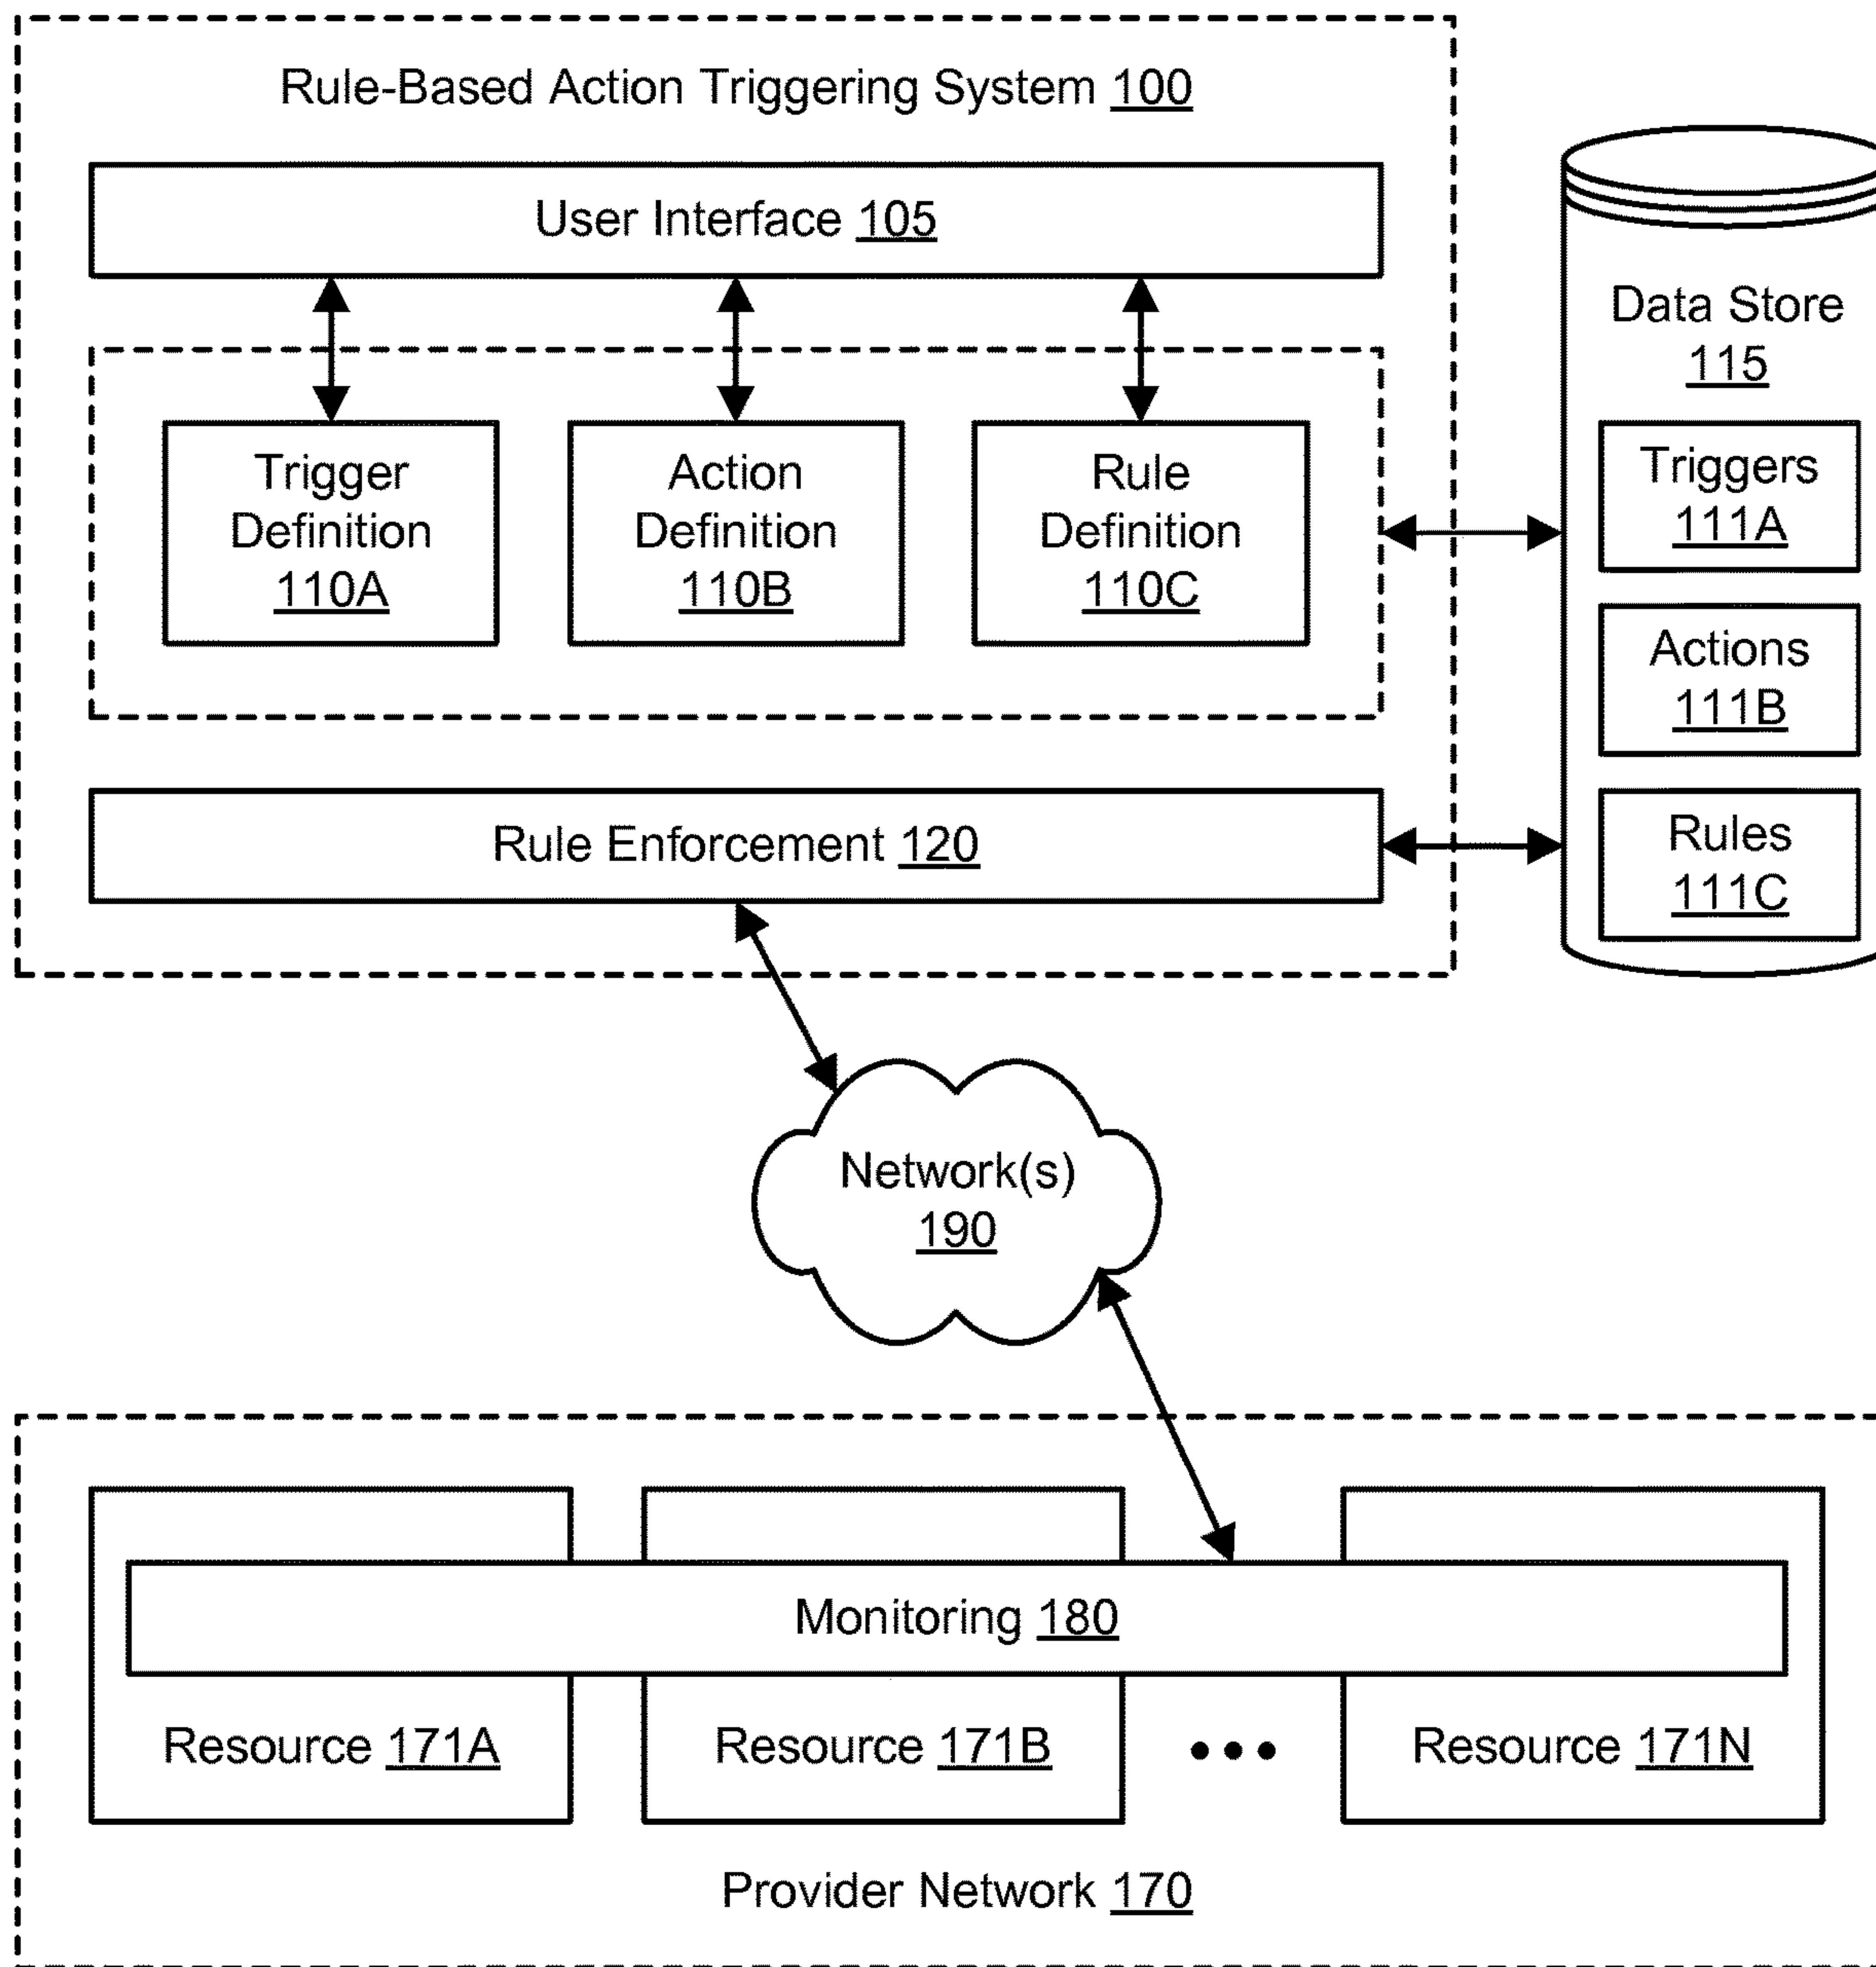 Rule-Based Action Triggering System 100
User Interface 105
Trigger
Definition
110A
Action
Definition
110B
Rule
Definition
110C
Rule Enforcement 120
Data Store
115
Triggers
111A
Actions
111B
Rules
111C
Network(s)
190
Monitoring 180
Resource 171A
Resource 171B
•••
Resource 171N
Provider Network 170